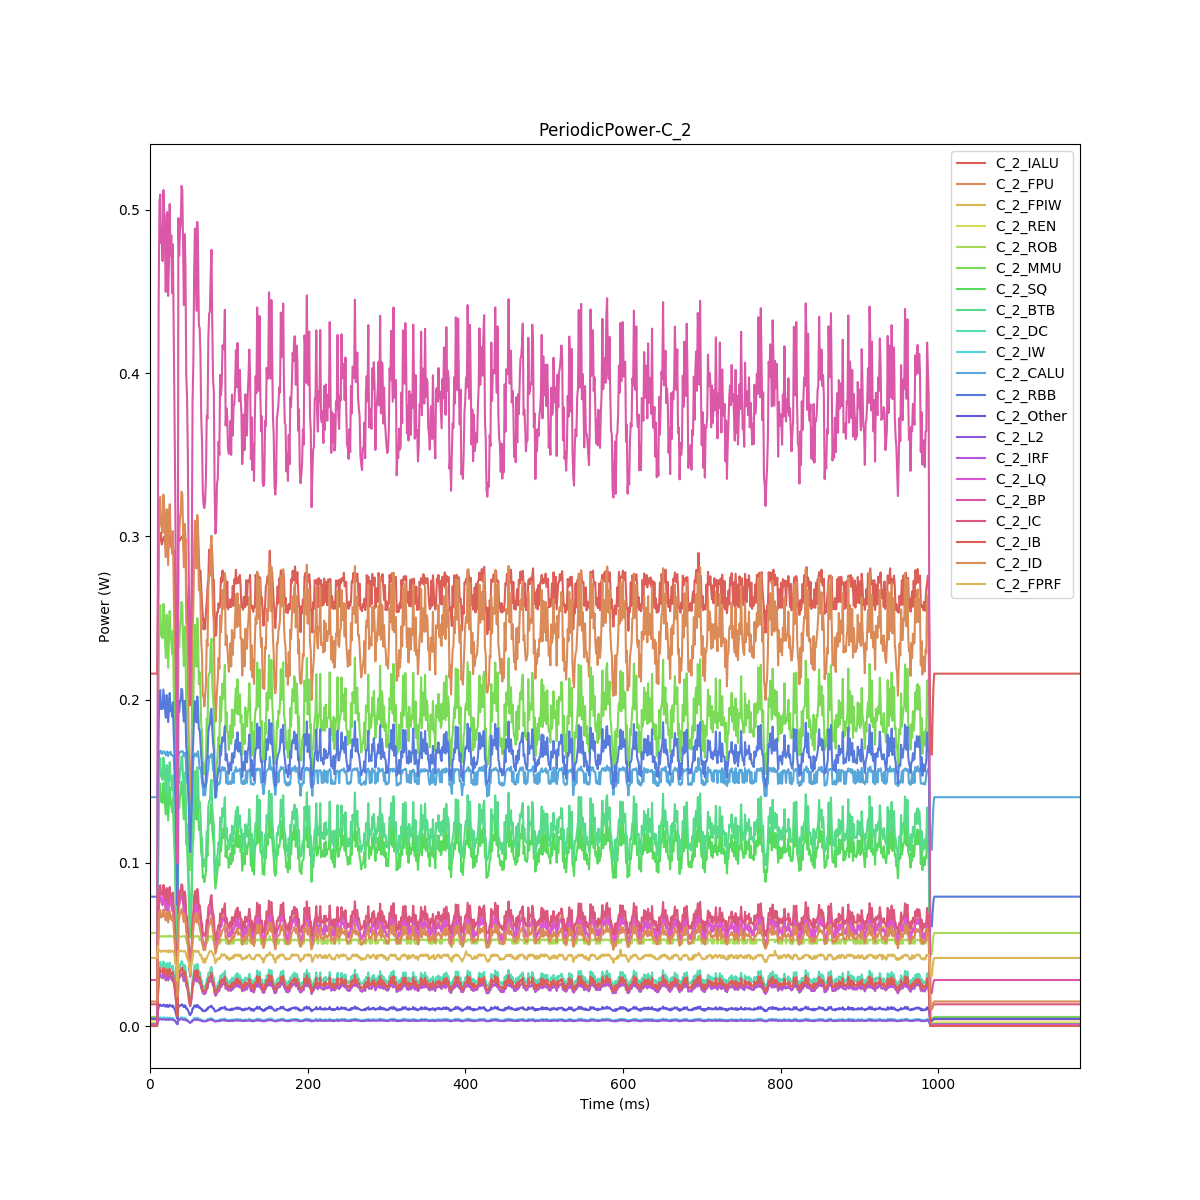 PeriodicPower-C_2
C_2_IALU
C_2_FPU
C_2_FPIW
C_2_REN
C_2_ROB
C_2_MMU
C_2_SQ
C_2_BTB
C_2_DC
C_2_IW
C_2_CALU
C_2_RBB
C_2_Other
C_2_L2
C_2_IRF
C_2_LQ
C_2_BP
C_2_IC
C_2_IB
C_2_ID
C_2_FPRF
0.5
0.4
0.3
0.2
0.1
0.0
Power (W)
0 200 400 600 800 1000
Time (ms)